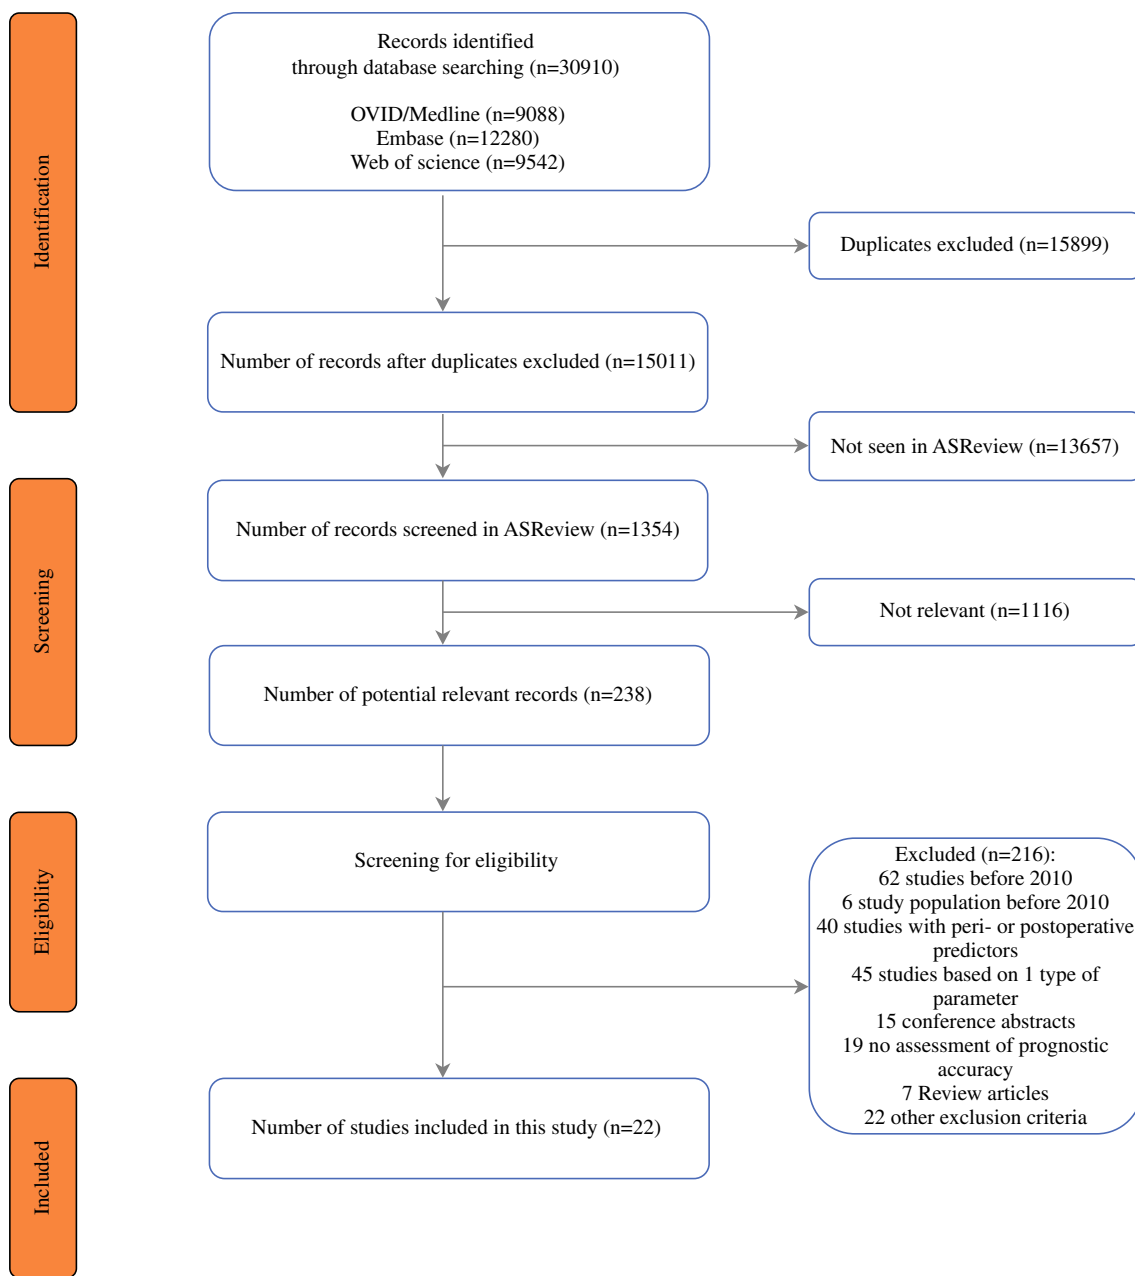 Identification
Records identified
through database searching (n=30910)
OVID/Medline (n=9088)
Embase (n=12280)
Web of science (n=9542)
Duplicates excluded (n=15899)
Number of records after duplicates excluded (n=15011)
Not seen in ASReview (n=13657)
Screening
Number of records screened in ASReview (n=1354)
Not relevant (n=1116)
Number of potential relevant records (n=238)
Eligibility
Screening for eligibility
Excluded (n=216):
62 studies before 2010
6 study population before 2010
40 studies with peri- or postoperative
predictors
45 studies based on 1 type of
parameter
15 conference abstracts
19 no assessment of prognostic
accuracy
7 Review articles
22 other exclusion criteria
Included
Number of studies included in this study (n=22)